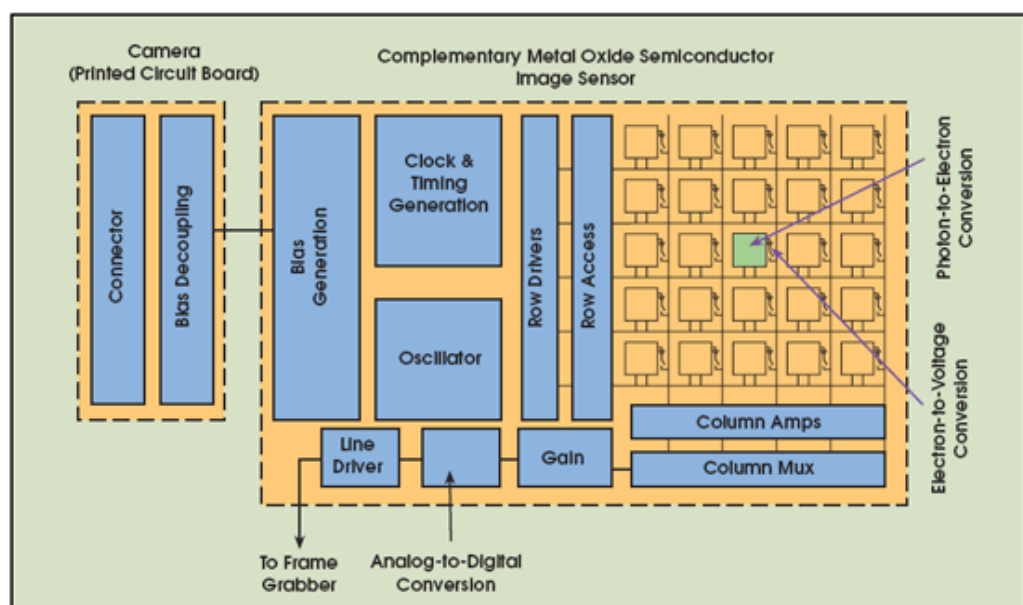 Camera
(Printed Circuit Board)
Complementary Metal Oxide Semiconductor
Image Sensor
Connector
Bias Decoupling
Bias
Generation
Clock &
Timing
Generation
Oscillator
Row Drivers
Row Access
Photon-to-Electron
Conversion
Electron-to-Voltage
Conversion
Column Amps
Column Mux
Line
Driver
Gain
To Frame
Grabber
Analog-to-Digital
Conversion